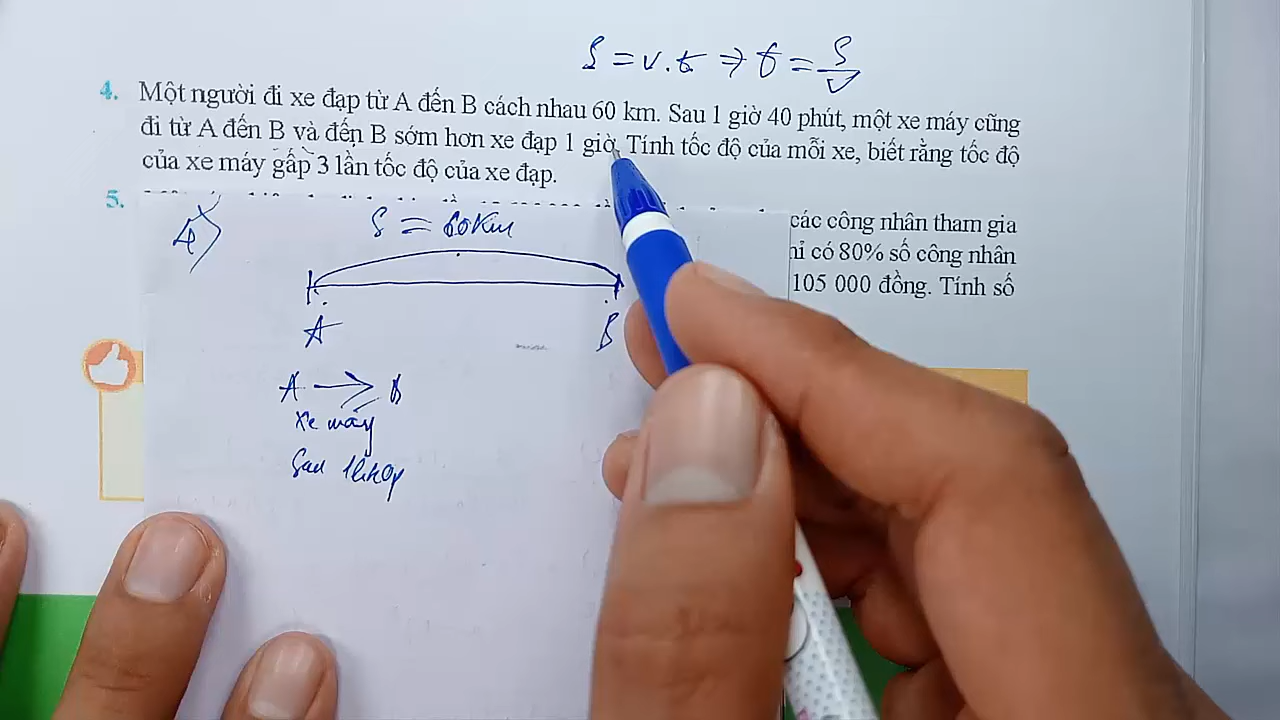 S = v.t => t = S/v
4. Một người đi xe đạp từ A đến B cách nhau 60 km. Sau 1 giờ 40 phút, một xe máy cũng
đi từ A đến B và đến B sớm hơn xe đạp 1 giờ. Tính tốc độ của mỗi xe, biết rằng tốc độ
của xe máy gấp 3 lần tốc độ của xe đạp.
5.
các công nhân tham gia
hỉ có 80% số công nhân
105 000 đồng. Tính số
4)
S = 60Km
A B
A → B
Xe máy
Sau 1h40p